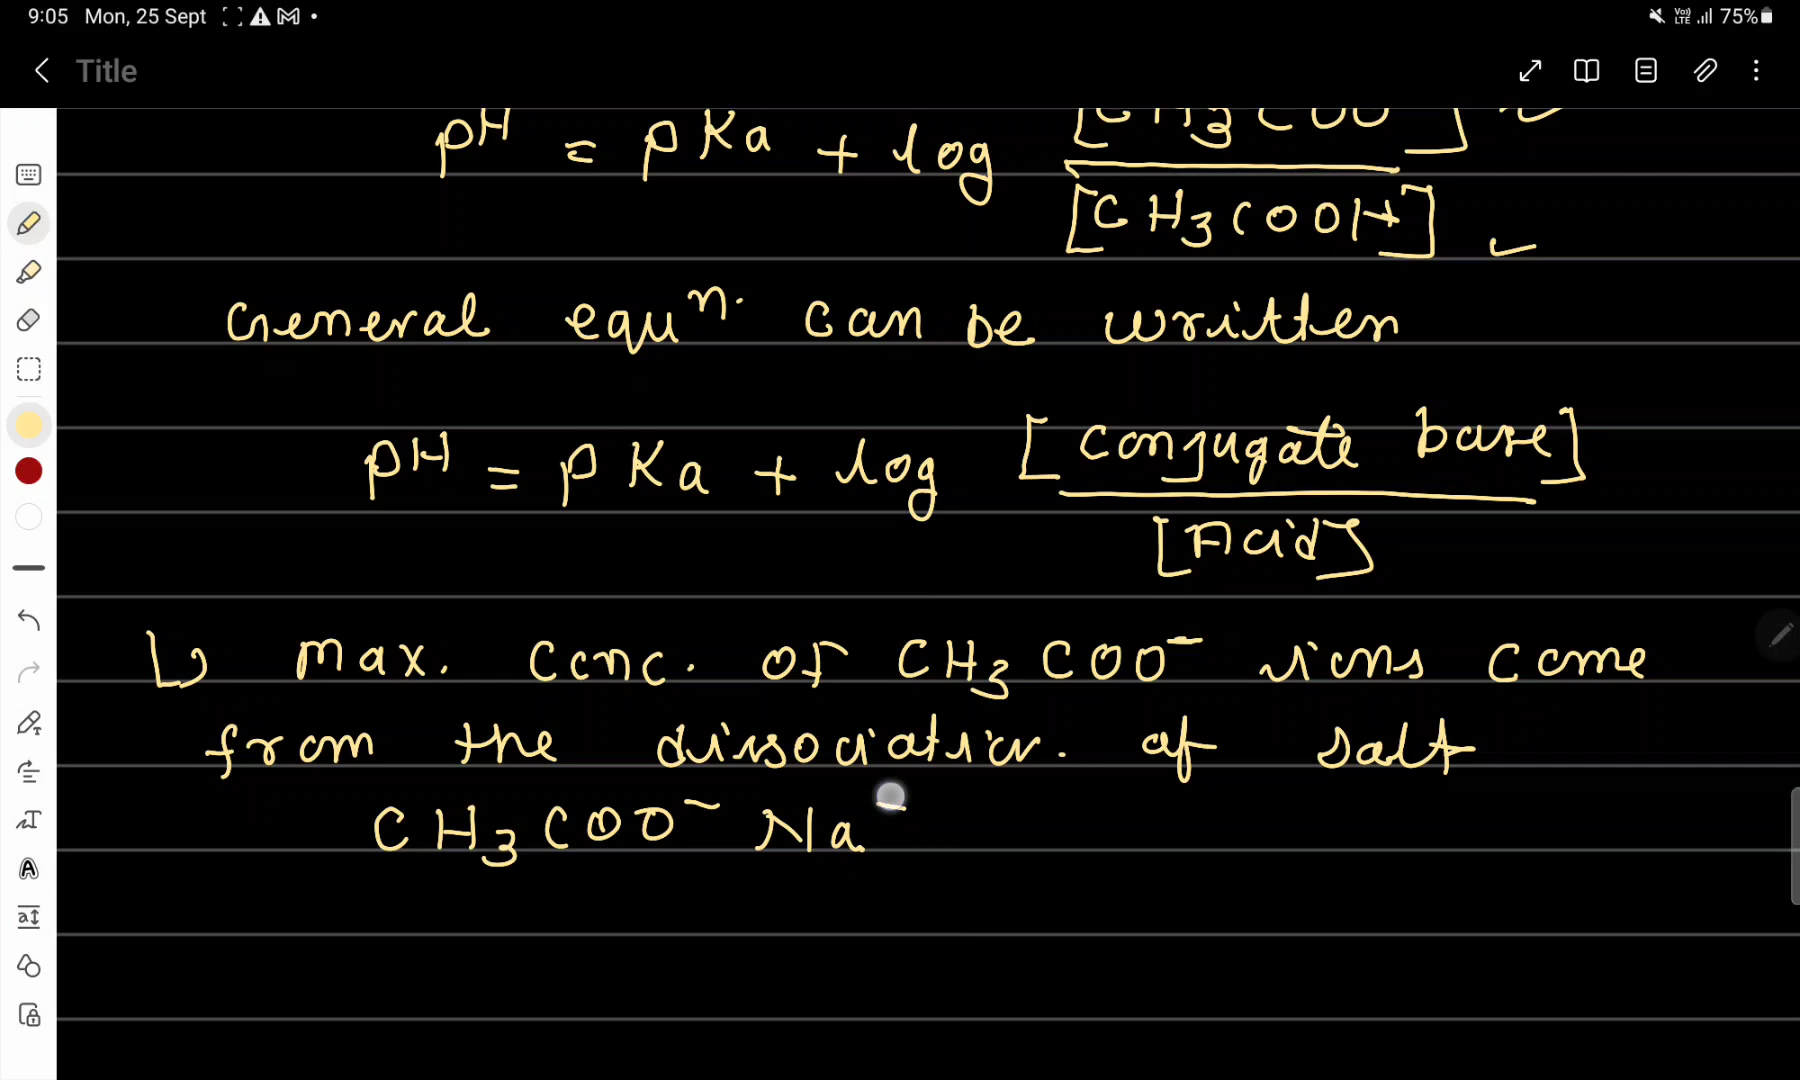 9:05 Mon, 25 Sept
75%
Title
pH = pKa + log [CH3COO ] / [CH3COOH]
General equⁿ. can be written
pH = pKa + log [conjugate base] / [Acid]
↳ max. conc. of CH3COO⁻ ions come
from the dissociation. of salt
CH3COO⁻ Na